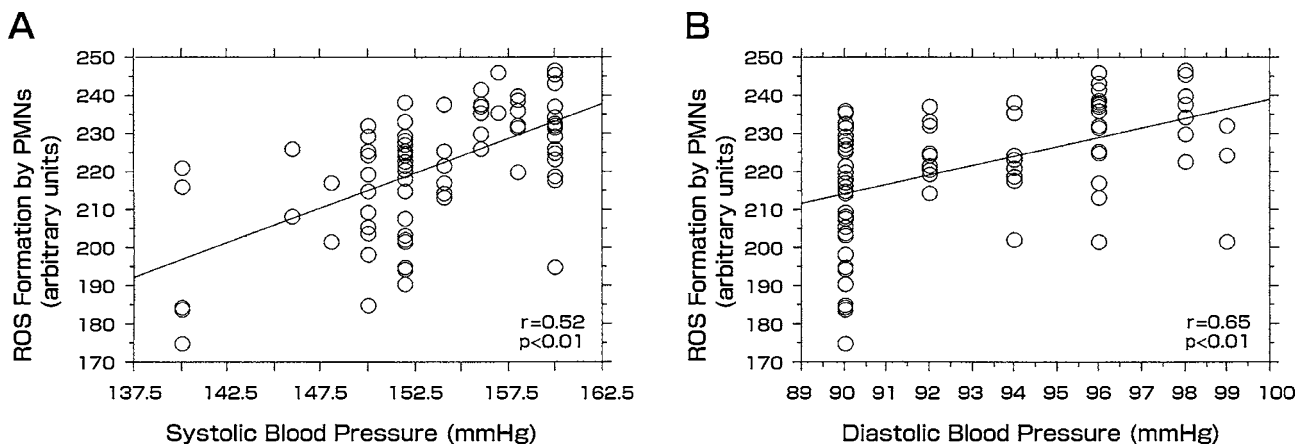 A
ROS Formation by PMNs
(arbitrary units)
250
240
230
220
210
200
190
180
170
r=0.52
p<0.01
137.5 142.5 147.5 152.5 157.5 162.5
Systolic Blood Pressure (mmHg)
B
ROS Formation by PMNs
(arbitrary units)
250
240
230
220
210
200
190
180
170
r=0.65
p<0.01
89 90 91 92 93 94 95 96 97 98 99 100
Diastolic Blood Pressure (mmHg)